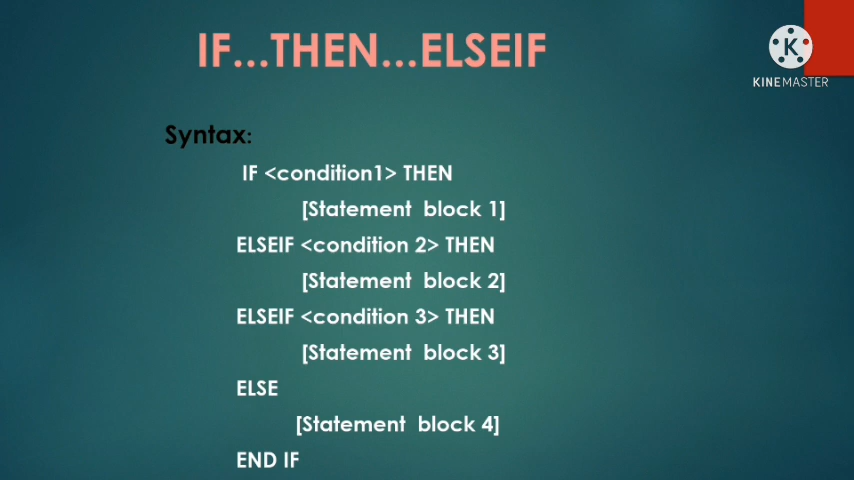 IF...THEN...ELSEIF
K
KINEMASTER
Syntax:
IF <condition1> THEN
[Statement block 1]
ELSEIF <condition 2> THEN
[Statement block 2]
ELSEIF <condition 3> THEN
[Statement block 3]
ELSE
[Statement block 4]
END IF